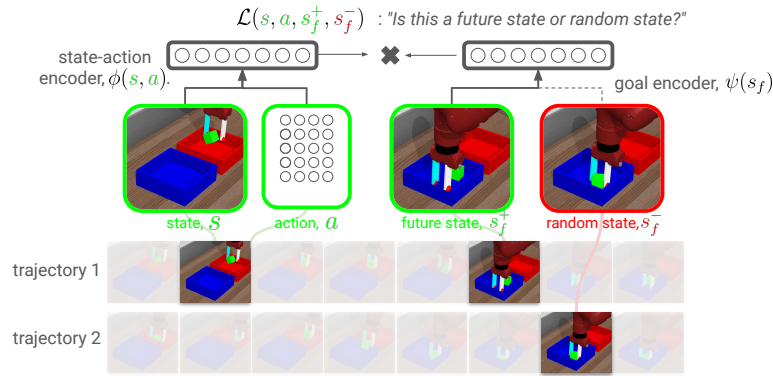 ℒ(s, a, s_f^+, s_f^-) : "Is this a future state or random state?"
state-action
encoder, ϕ(s, a).
goal encoder, ψ(s_f)
state, s
action, a
future state, s_f^+
random state, s_f^-
trajectory 1
trajectory 2